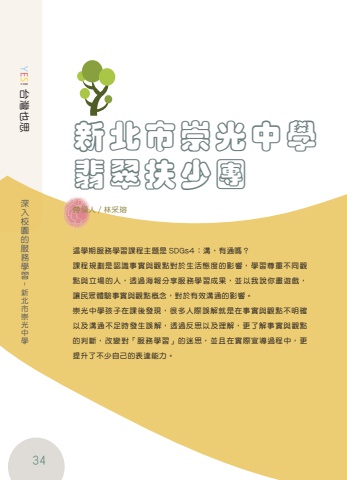 YES! 台灣也思
深入校園的服務學習，新北市崇光中學
新北市崇光中學
翡翠扶少團
人 / 林采瑢
這學期服務學習課程主題是 SDGs4：溝，有通嗎？
課程規劃是認識事實與觀點對於生活態度的影響，學習尊重不同觀
點與立場的人，透過海報分享服務學習成果，並以我說你畫遊戲，
讓民眾體驗事實與觀點概念，對於有效溝通的影響。
崇光中學孩子在課後發現，很多人際誤解就是在事實與觀點不明確
以及溝通不足時發生誤解，透過反思以及理解，更了解事實與觀點
的判斷，改變對「服務學習」的迷思，並且在實際宣導過程中，更
提升了不少自己的表達能力。
34